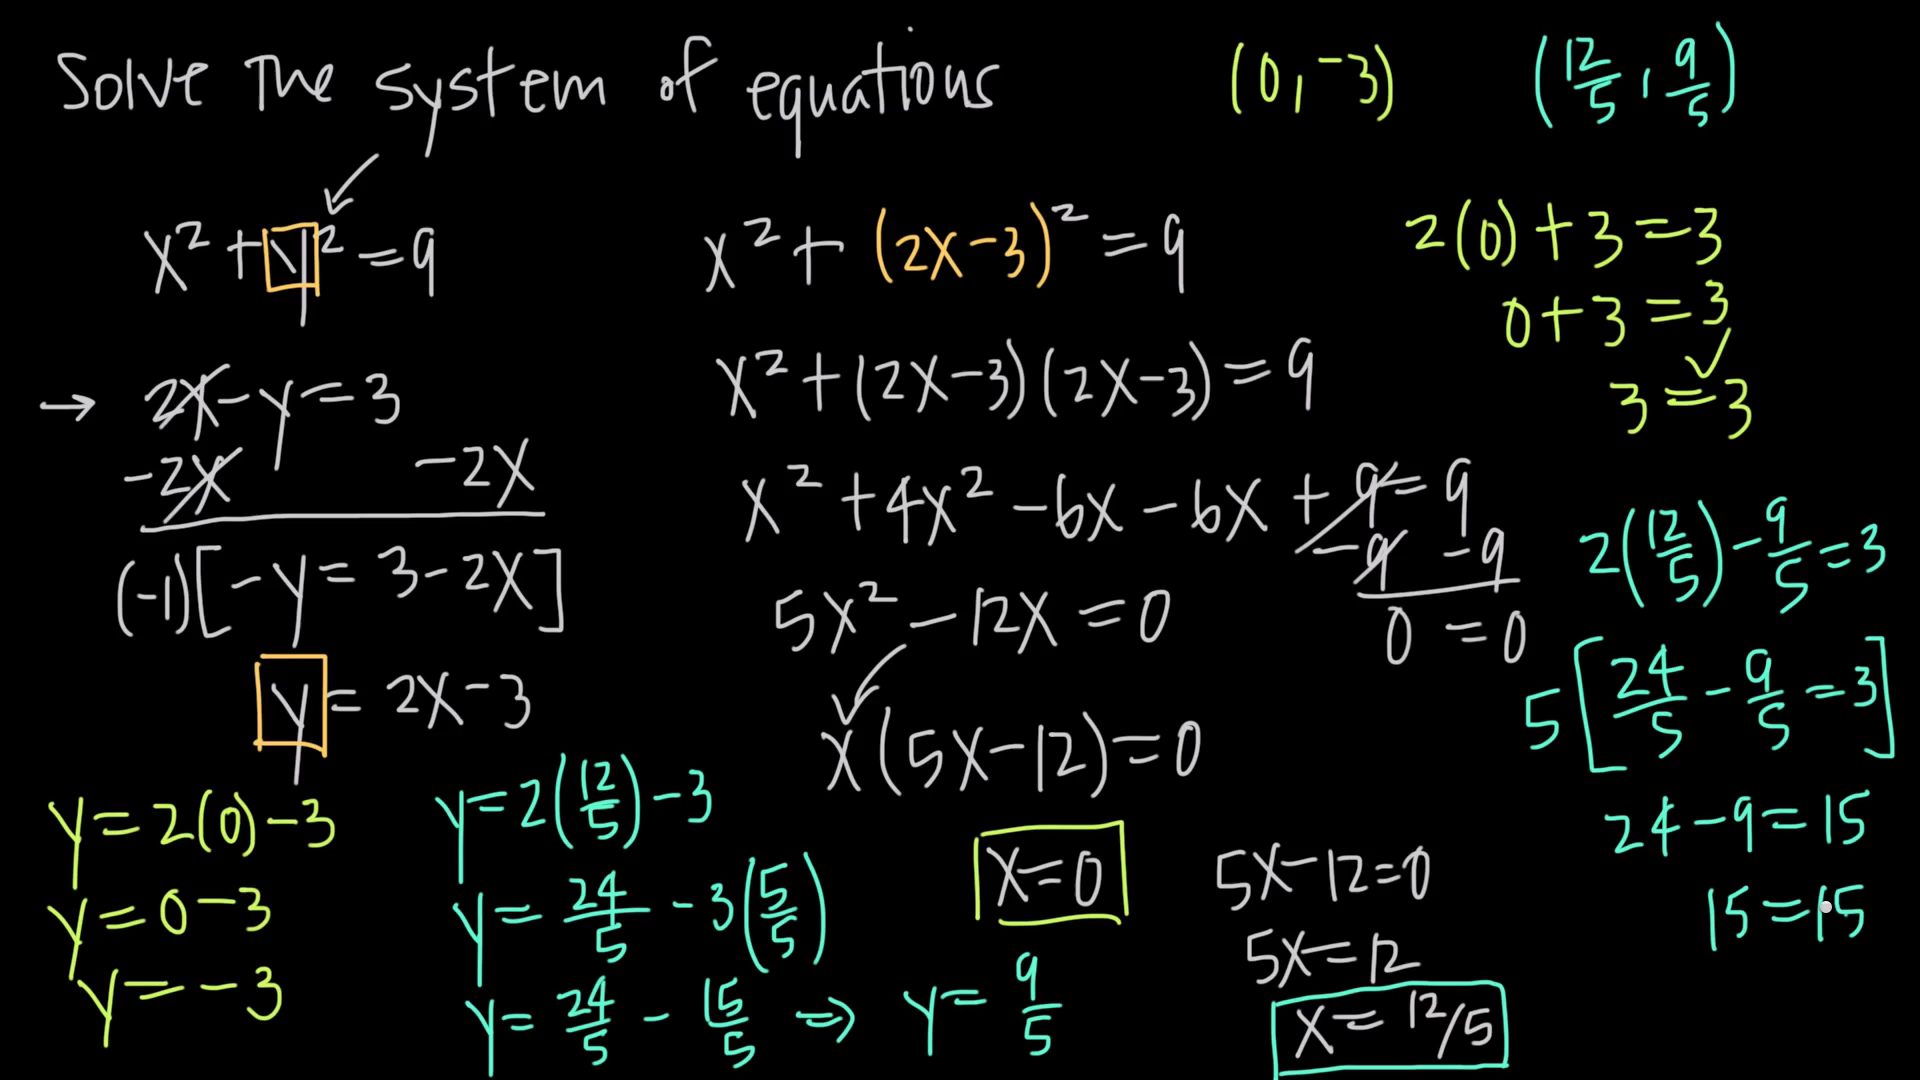 Solve The system of equations
(0, -3)
(12/5, 9/5)
x² + y² = 9
→ 2x - y = 3
-2x -2x
(-1)[-y = 3 - 2x]
y = 2x - 3
y = 2(0) - 3
y = 0 - 3
y = -3
x² + (2x-3)² = 9
x² + (2x-3)(2x-3) = 9
x² + 4x² - 6x - 6x + 9 = 9
-9 -9
0 = 0
5x² - 12x = 0
x(5x-12) = 0
x = 0
5x - 12 = 0
5x = 12
x = 12/5
y = 2(12/5) - 3
y = 24/5 - 3(5/5)
y = 24/5 - 15/5 ⇒ y = 9/5
2(0) + 3 = 3
0 + 3 = 3
✓
3 = 3
2(12/5) - 9/5 = 3
5[24/5 - 9/5 = 3]
24 - 9 = 15
15 = 15